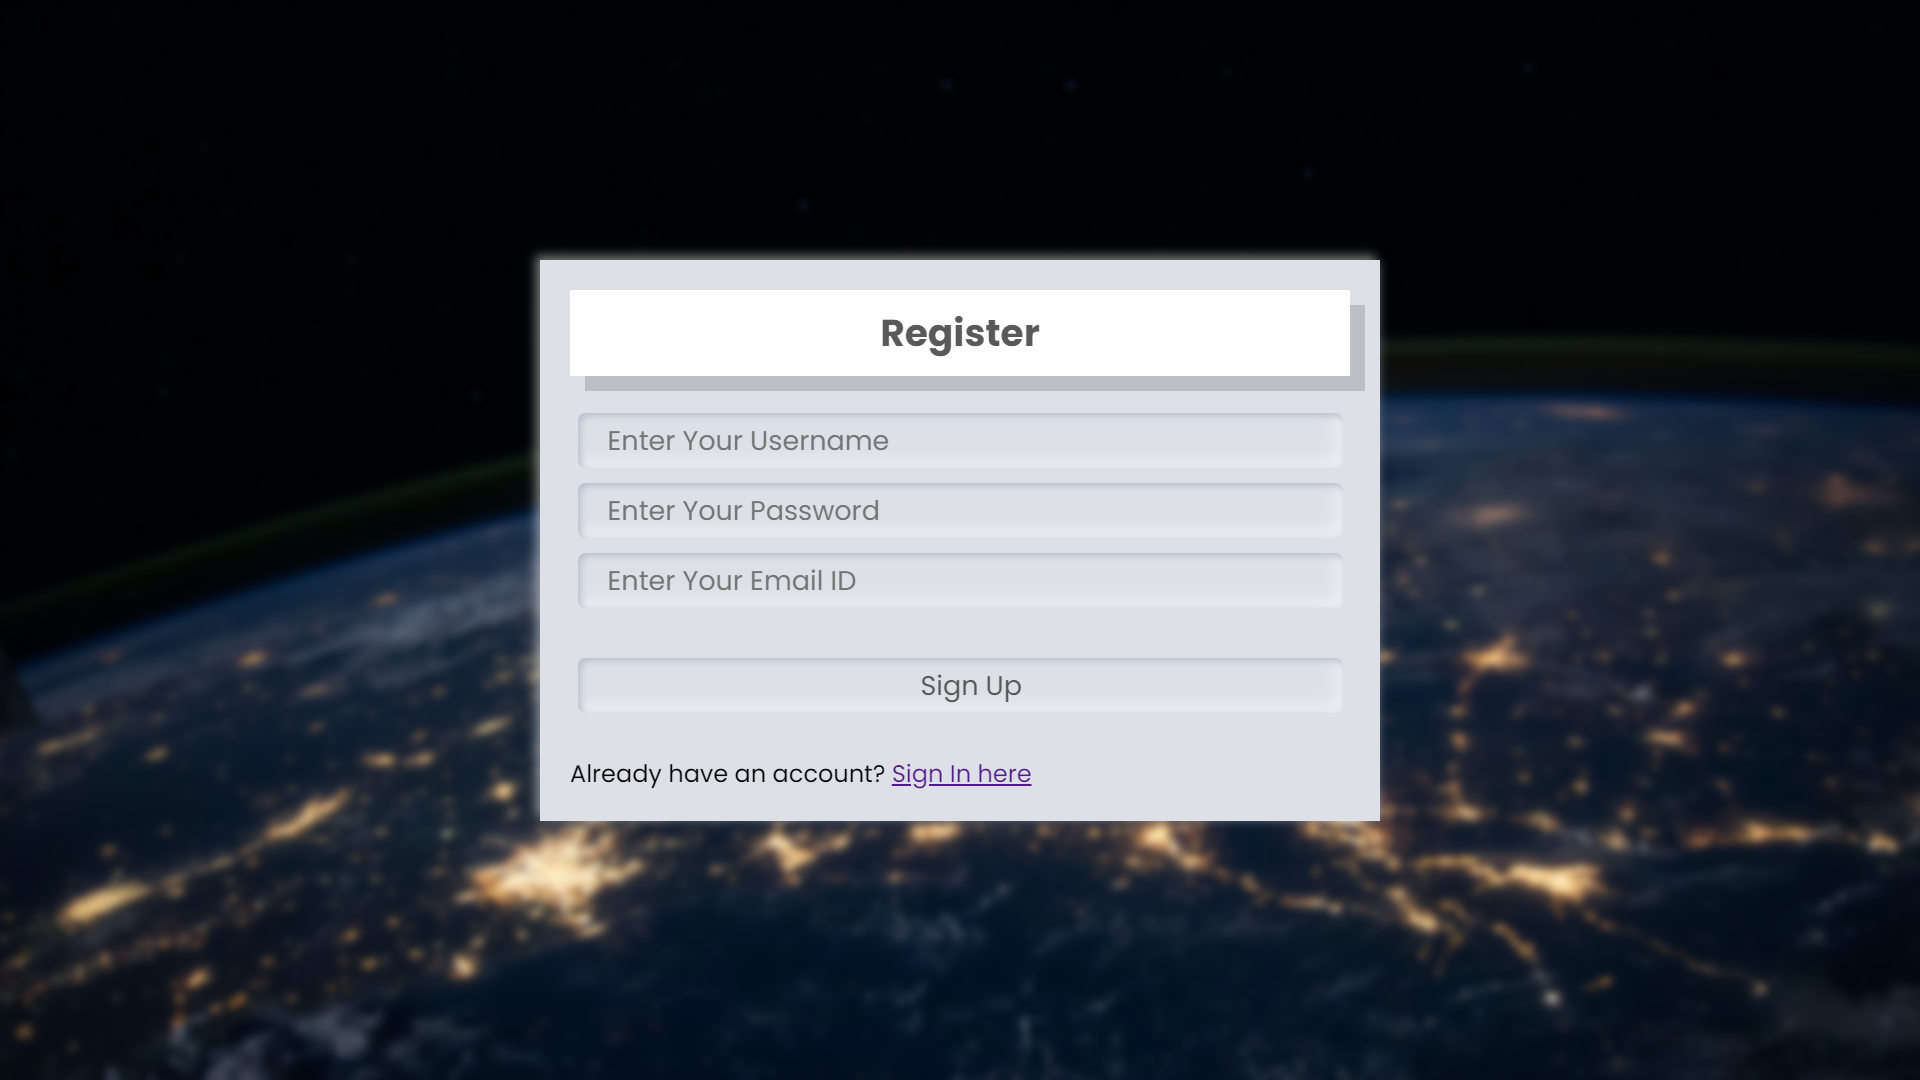 Register
Enter Your Username
Enter Your Password
Enter Your Email ID
Sign Up
Already have an account? Sign In here